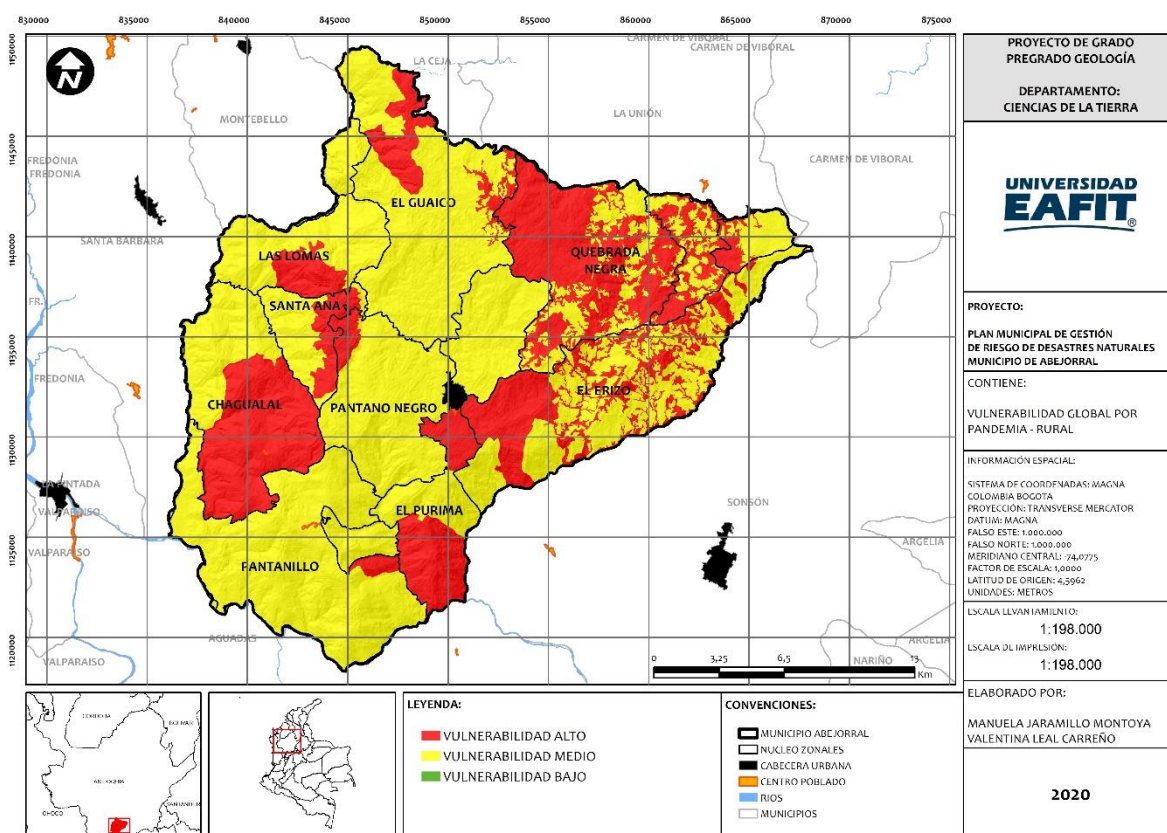 830000 835000 840000 845000 850000 855000 860000 865000 870000 875000
1150000
1145000
1140000
1135000
1130000
1125000
1120000
N
CARMEN DE VIBORAL
CARMEN DE VIBORAL
LA CEJA
MONTEBELLO
LA UNIÓN
FREDONIA
FREDONIA
CARMEN DE VIBORAL
EL GUAICO
SANTA BARBARA
LAS LOMAS
QUEBRADA
NEGRA
SANTA ANA
FR.
FREDONIA
EL ERIZO
CHAGUALAL
PANTANO NEGRO
LA PINTADA
VALPARAISO
SONSÓN
EL PURIMA
VALPARAISO
ARGELIA
PANTANILLO
AGUADAS
ARGELIA
VALPARAISO
NARIÑO
0 3,25 6,5 13
Km
PROYECTO DE GRADO
PREGRADO GEOLOGÍA
DEPARTAMENTO:
CIENCIAS DE LA TIERRA
UNIVERSIDAD
EAFIT®
PROYECTO:
PLAN MUNICIPAL DE GESTIÓN
DE RIESGO DE DESASTRES NATURALES
MUNICIPIO DE ABEJORRAL
CONTIENE:
VULNERABILIDAD GLOBAL POR
PANDEMIA - RURAL
INFORMACIÓN ESPACIAL:
SISTEMA DE COORDENADAS: MAGNA
COLOMBIA BOGOTA
PROYECCIÓN: TRANSVERSE MERCATOR
DATUM: MAGNA
FALSO ESTE: 1.000.000
FALSO NORTE: 1.000.000
MERIDIANO CENTRAL: -74,0775
FACTOR DE ESCALA: 1,0000
LATITUD DE ORIGEN: 4,5962
UNIDADES: METROS
ESCALA LEVANTAMIENTO:
1:198.000
ESCALA DE IMPRESIÓN:
1:198.000
ELABORADO POR:
MANUELA JARAMILLO MONTOYA
VALENTINA LEAL CARREÑO
2020
CORDOBA
BOLIVAR
ANTIOQUIA
SANTANDER
CHOCO
LEYENDA:
VULNERABILIDAD ALTO
VULNERABILIDAD MEDIO
VULNERABILIDAD BAJO
CONVENCIONES:
MUNICIPIO ABEJORRAL
NUCLEO ZONALES
CABECERA URBANA
CENTRO POBLADO
RIOS
MUNICIPIOS